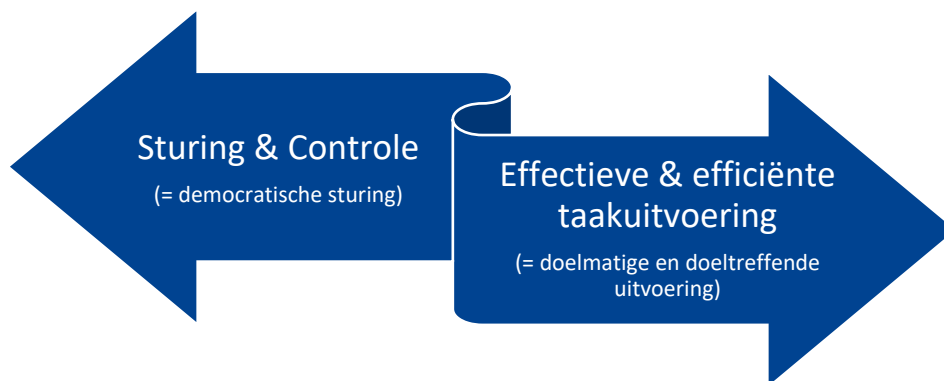 Sturing & Controle
(= democratische sturing)
Effectieve & efficiënte
taakuitvoering
(= doelmatige en doeltreffende
uitvoering)